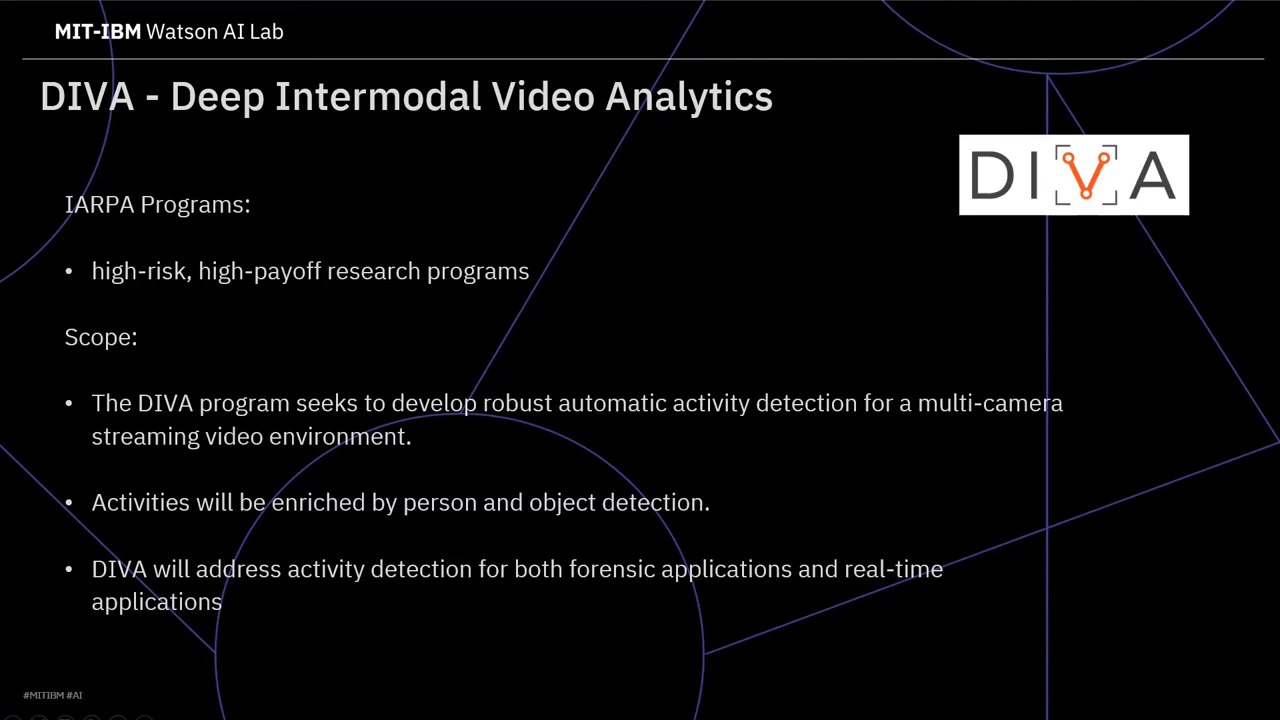 MIT-IBM Watson AI Lab
DIVA - Deep Intermodal Video Analytics
DIVA
IARPA Programs:
• high-risk, high-payoff research programs
Scope:
• The DIVA program seeks to develop robust automatic activity detection for a multi-camera
streaming video environment.
• Activities will be enriched by person and object detection.
• DIVA will address activity detection for both forensic applications and real-time
applications
#MITIBM #AI